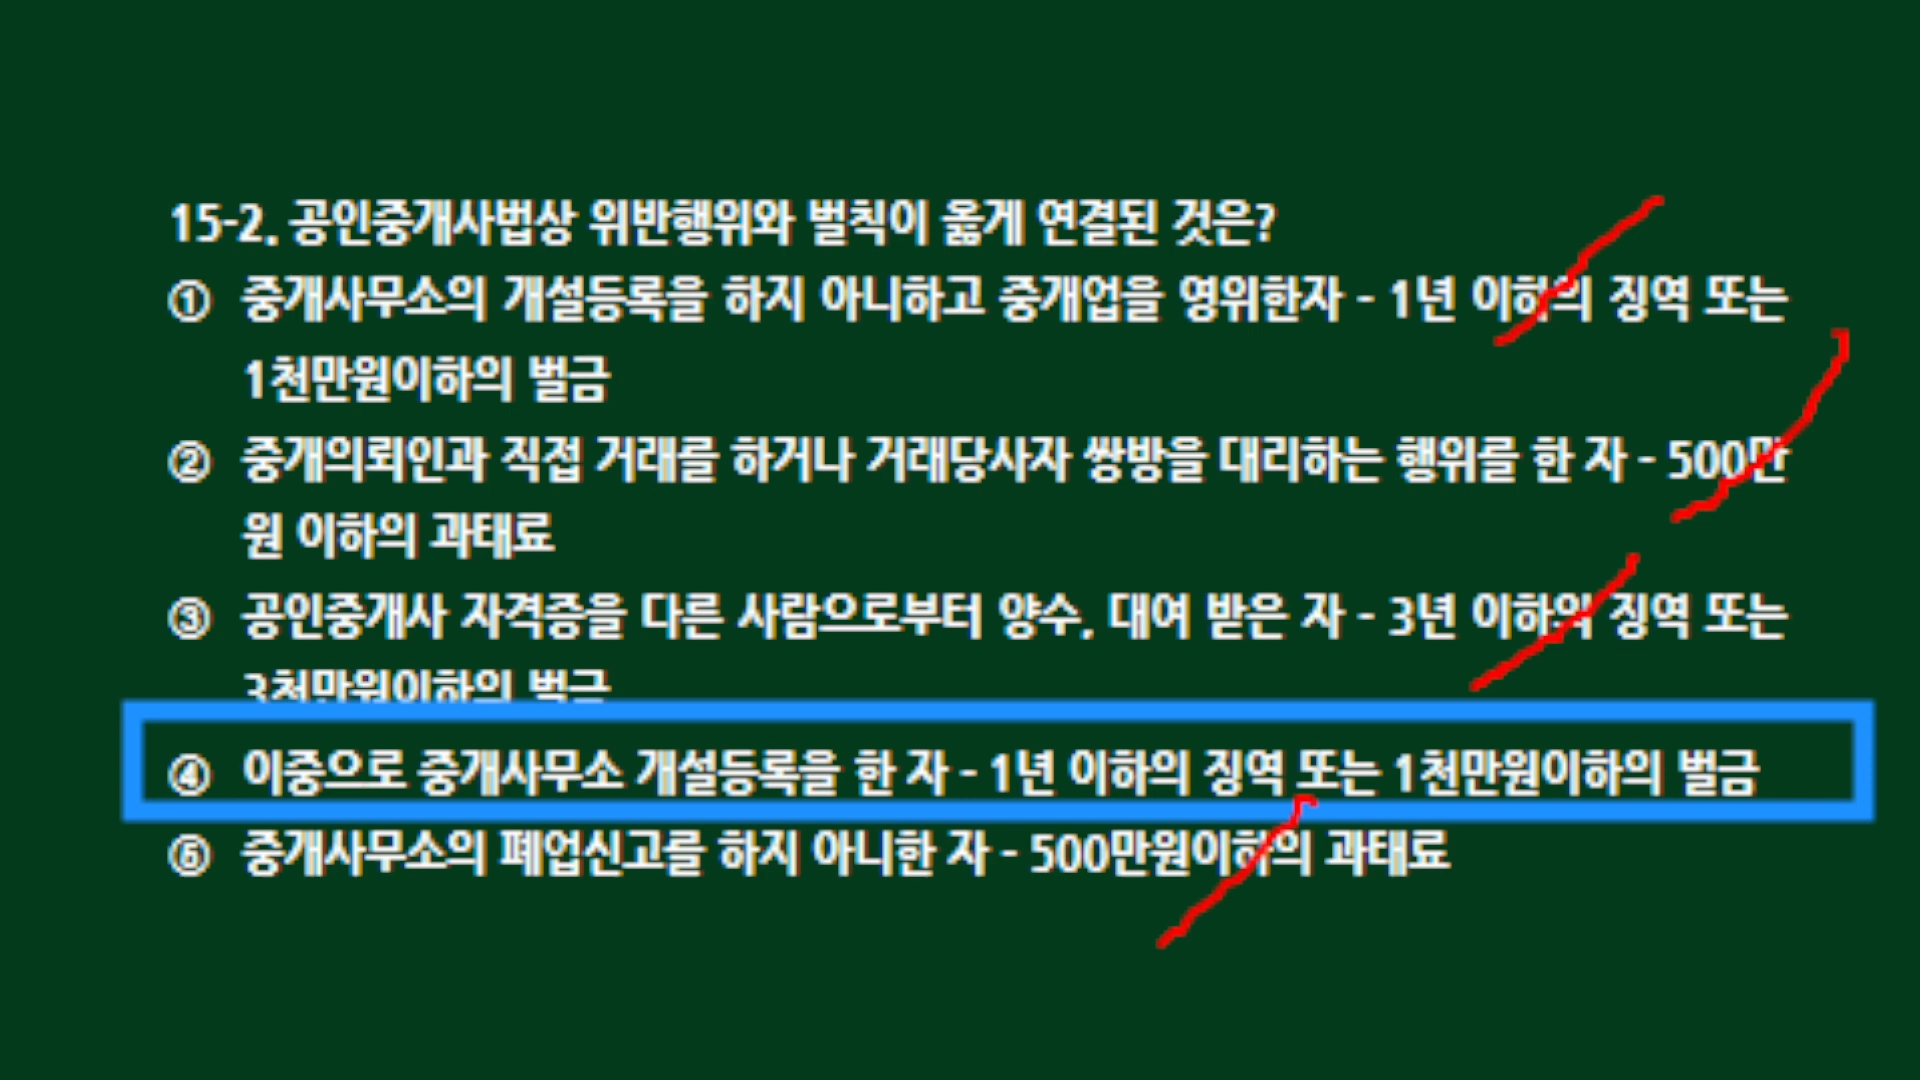 15-2. 공인중개사법상 위반행위와 벌칙이 옳게 연결된 것은?
① 중개사무소의 개설등록을 하지 아니하고 중개업을 영위한자 - 1년 이하의 징역 또는
1천만원이하의 벌금
② 중개의뢰인과 직접 거래를 하거나 거래당사자 쌍방을 대리하는 행위를 한 자 - 500만
원 이하의 과태료
③ 공인중개사 자격증을 다른 사람으로부터 양수, 대여 받은 자 - 3년 이하의 징역 또는
3천만원이하의 벌금
④ 이중으로 중개사무소 개설등록을 한 자 - 1년 이하의 징역 또는 1천만원이하의 벌금
⑤ 중개사무소의 폐업신고를 하지 아니한 자 - 500만원이하의 과태료